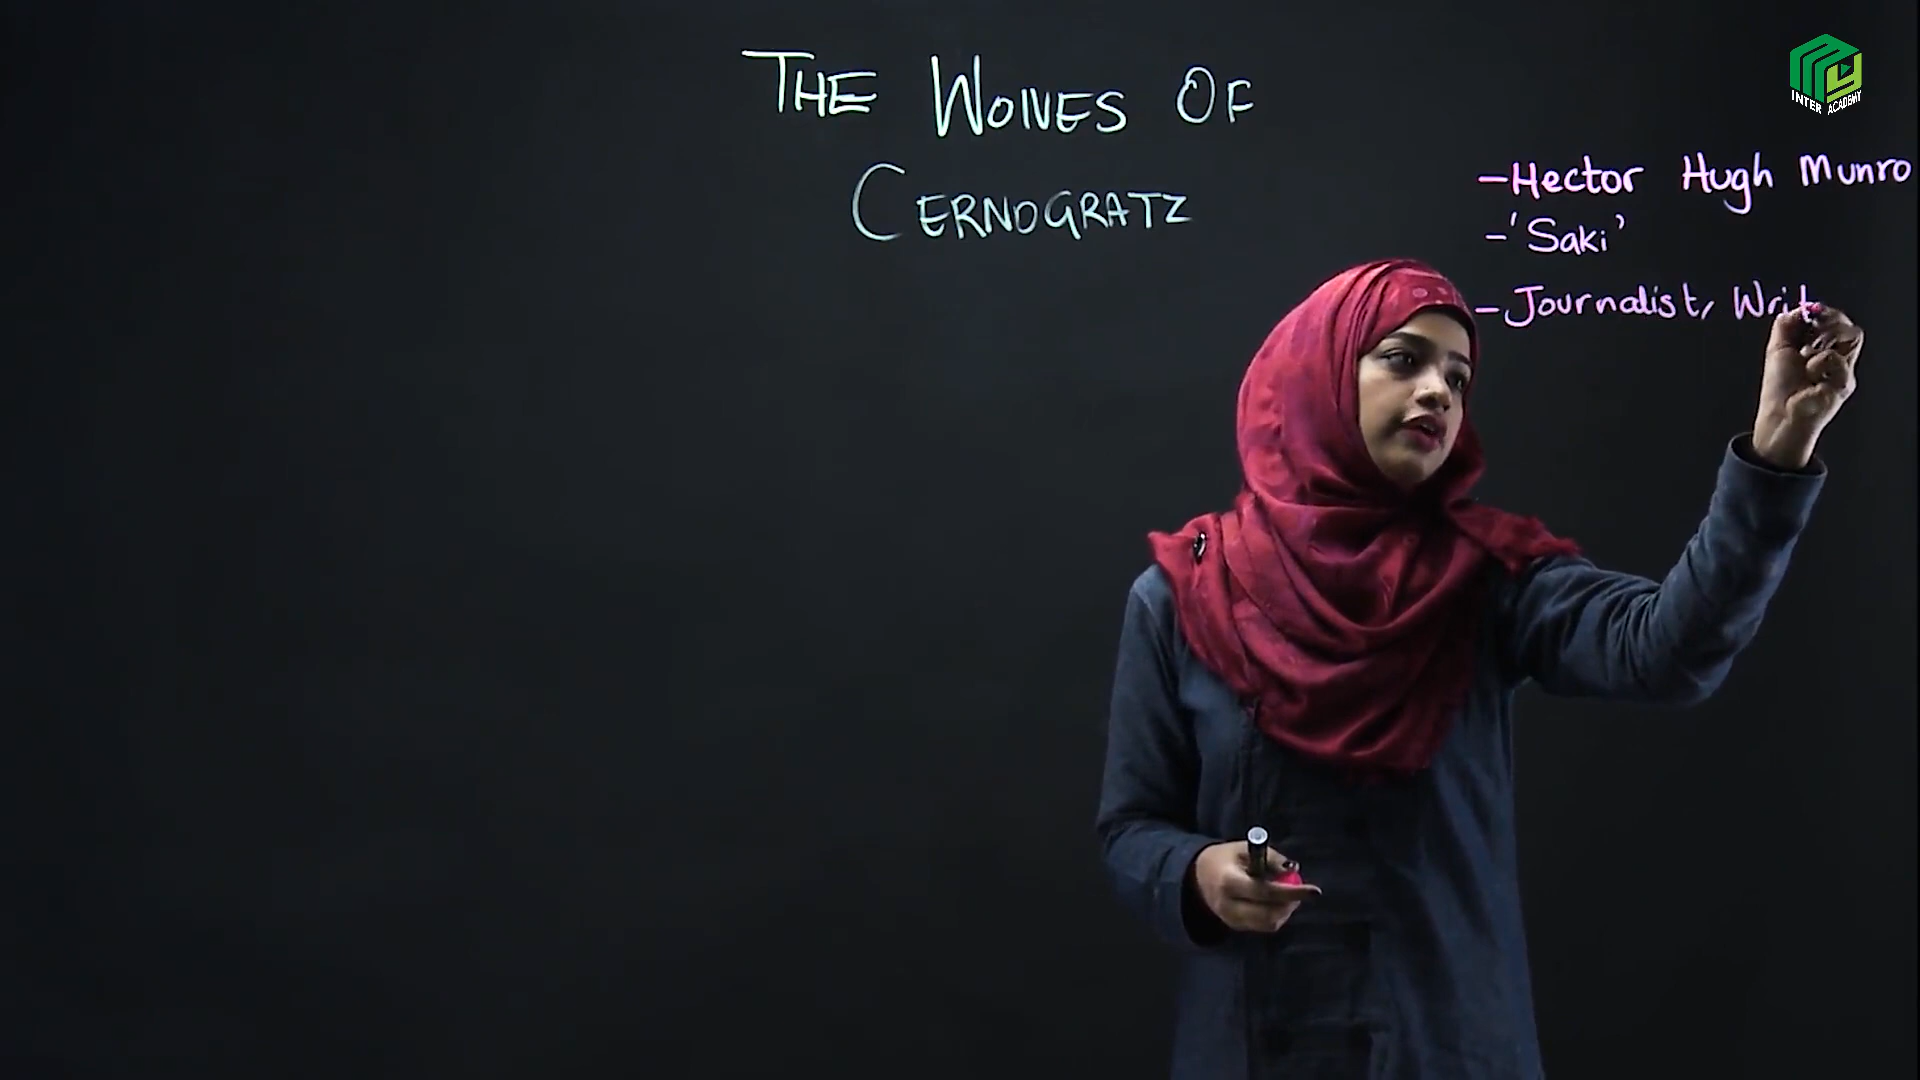 THE WOLVES OF
CERNOGRATZ
INTER ACADEMY
- Hector Hugh Munro
- 'Saki'
- Journalist, Writ